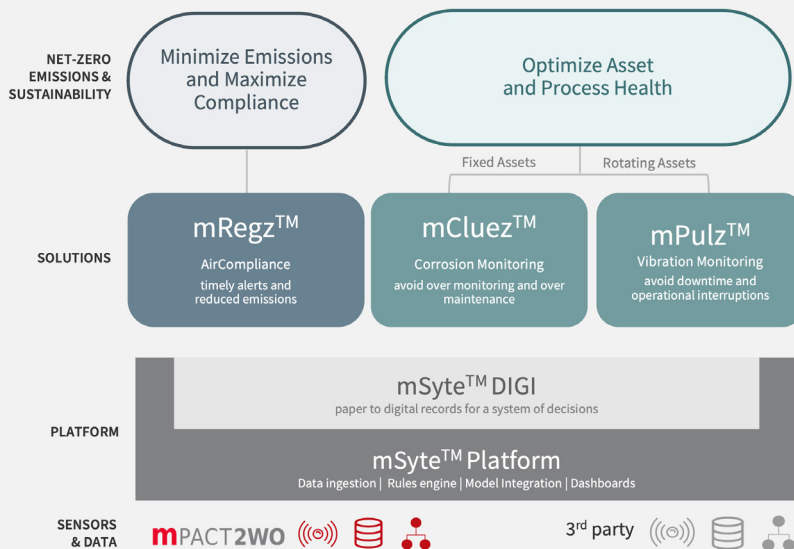 NET-ZERO
EMISSIONS &
SUSTAINABILITY
Minimize Emissions
and Maximize
Compliance
Optimize Asset
and Process Health
Fixed Assets
Rotating Assets
SOLUTIONS
mRegz™
AirCompliance
timely alerts and
reduced emissions
mCluez™
Corrosion Monitoring
avoid over monitoring and over
maintenance
mPulz™
Vibration Monitoring
avoid downtime and
operational interruptions
PLATFORM
mSyte™ DIGI
paper to digital records for a system of decisions
mSyte™ Platform
Data ingestion | Rules engine | Model Integration | Dashboards
SENSORS
& DATA
mPACT2WO
3rd party